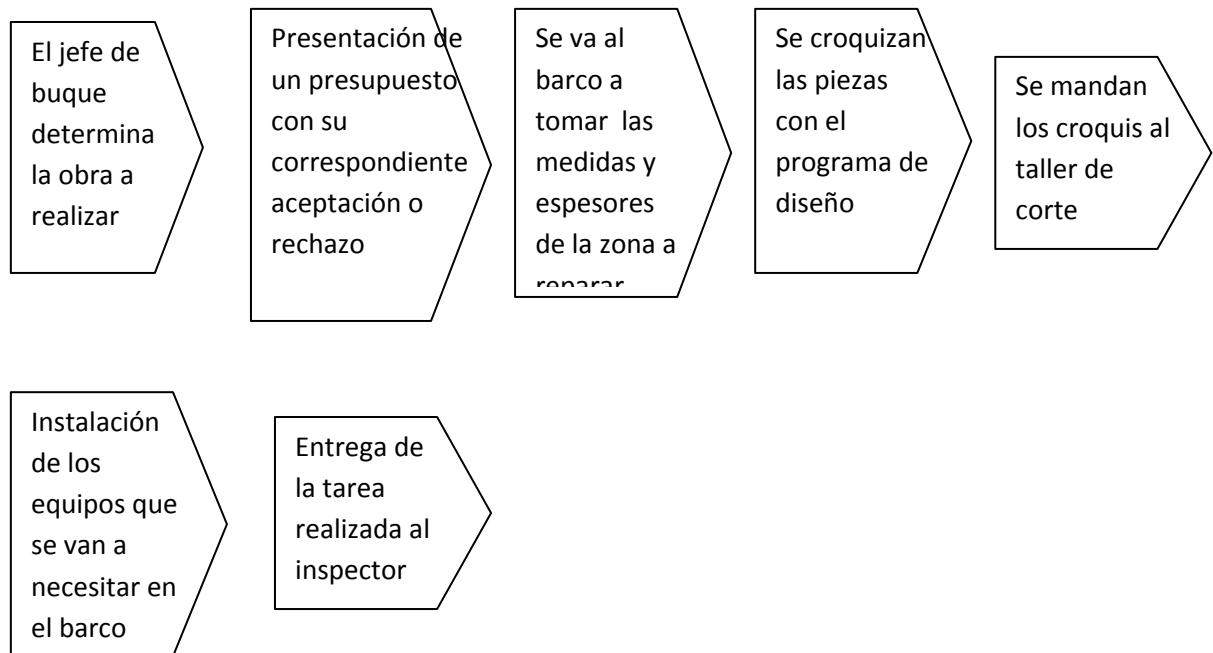 El jefe de
buque
determina
la obra a
realizar
Presentación de
un presupuesto
con su
correspondiente
aceptación o
rechazo
Se va al
barco a
tomar las
medidas y
espesores
de la zona a
reparar
Se croquizan
las piezas
con el
programa de
diseño
Se mandan
los croquis al
taller de
corte
Instalación
de los
equipos que
se van a
necesitar en
el barco
Entrega de
la tarea
realizada al
inspector